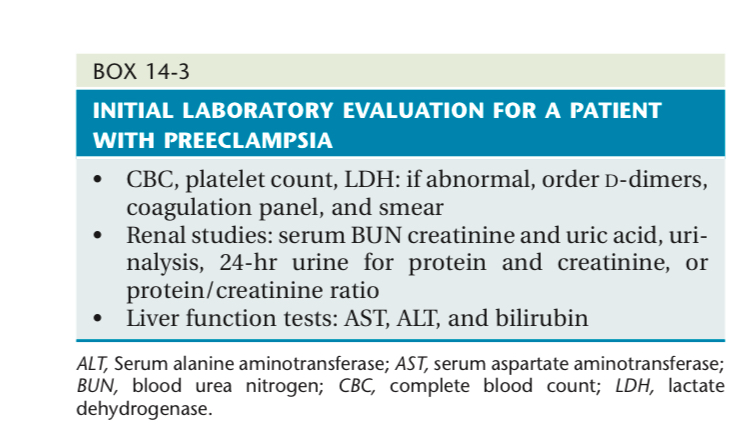 BOX 14-3
INITIAL LABORATORY EVALUATION FOR A PATIENT
WITH PREECLAMPSIA
• CBC, platelet count, LDH: if abnormal, order D-dimers,
coagulation panel, and smear
• Renal studies: serum BUN creatinine and uric acid, uri-
nalysis, 24-hr urine for protein and creatinine, or
protein/creatinine ratio
• Liver function tests: AST, ALT, and bilirubin
ALT, Serum alanine aminotransferase; AST, serum aspartate aminotransferase;
BUN, blood urea nitrogen; CBC, complete blood count; LDH, lactate
dehydrogenase.